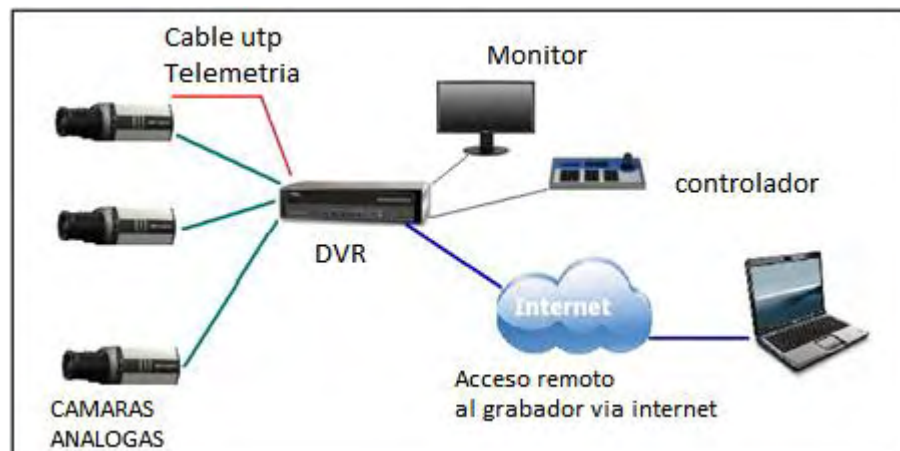 Cable utp
Telemetria
Monitor
controlador
DVR
Internet
Acceso remoto
al grabador via internet
CAMARAS
ANALOGAS